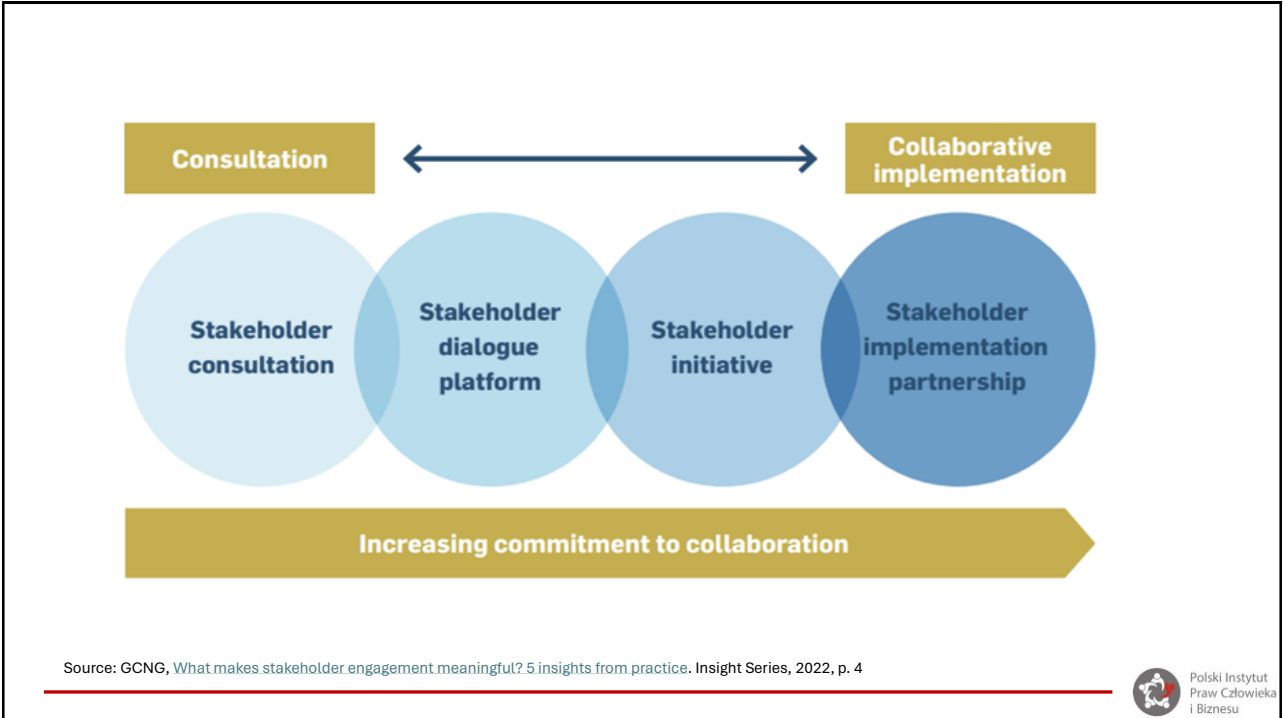 Consultation
Collaborative
implementation
Stakeholder
consultation
Stakeholder
dialogue
platform
Stakeholder
initiative
Stakeholder
implementation
partnership
Increasing commitment to collaboration
Source: GCNG, What makes stakeholder engagement meaningful? 5 insights from practice. Insight Series, 2022, p. 4
Polski Instytut
Praw Człowieka
i Biznesu